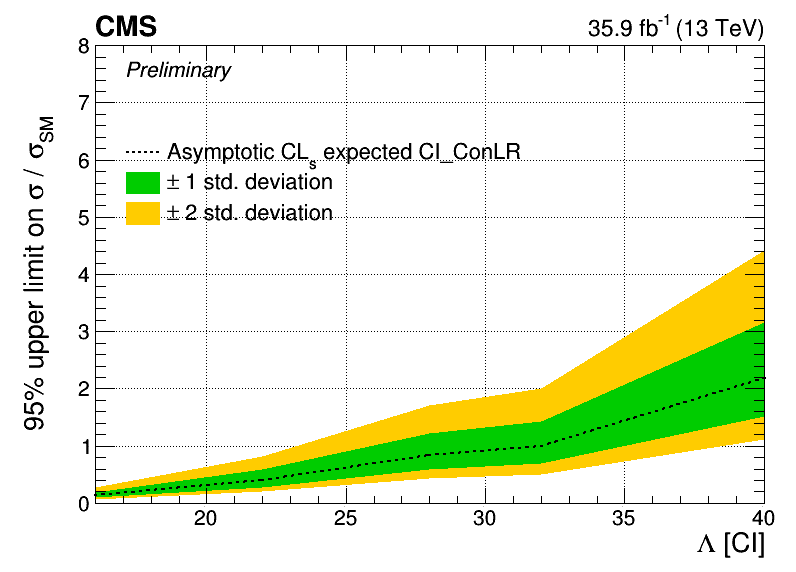 CMS
35.9 fb⁻¹ (13 TeV)
Preliminary
Asymptotic CLₛ expected CI_ConLR
± 1 std. deviation
± 2 std. deviation
95% upper limit on σ / σSM
8
7
6
5
4
3
2
1
0
20 25 30 35 40
Λ [CI]